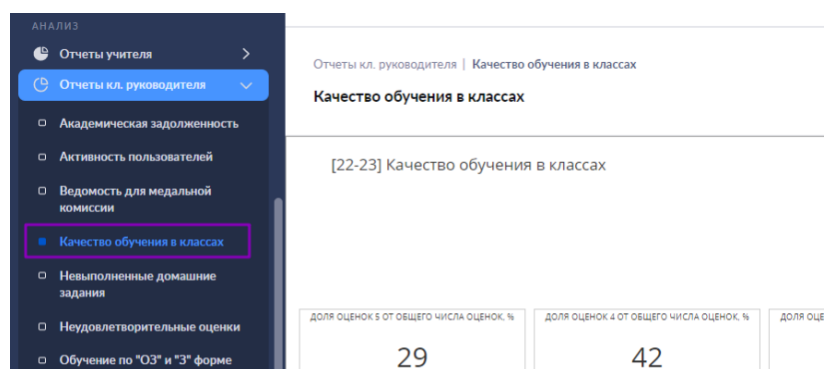 АНАЛИЗ
Отчеты учителя
Отчеты кл. руководителя
Академическая задолженность
Активность пользователей
Ведомость для медальной
комиссии
Качество обучения в классах
Невыполненные домашние
задания
Неудовлетворительные оценки
Обучение по "ОЗ" и "З" форме
Отчеты кл. руководителя | Качество обучения в классах
Качество обучения в классах
[22-23] Качество обучения в классах
ДОЛЯ ОЦЕНОК 5 ОТ ОБЩЕГО ЧИСЛА ОЦЕНОК, %
29
ДОЛЯ ОЦЕНОК 4 ОТ ОБЩЕГО ЧИСЛА ОЦЕНОК, %
42
ДОЛЯ ОЦЕ